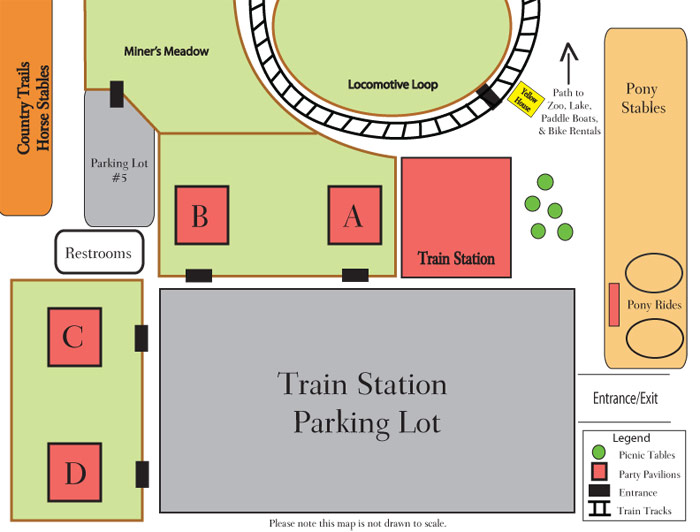 Miner's Meadow
Country Trails
Horse Stables
Locomotive Loop
Yellow
House
Path to
Zoo, Lake,
Paddle Boats,
& Bike Rentals
Pony
Stables
Parking Lot
#5
B
A
Train Station
Restrooms
Pony Rides
C
D
Train Station
Parking Lot
Entrance/Exit
Legend
Picnic Tables
Party Pavilions
Entrance
Train Tracks
Please note this map is not drawn to scale.